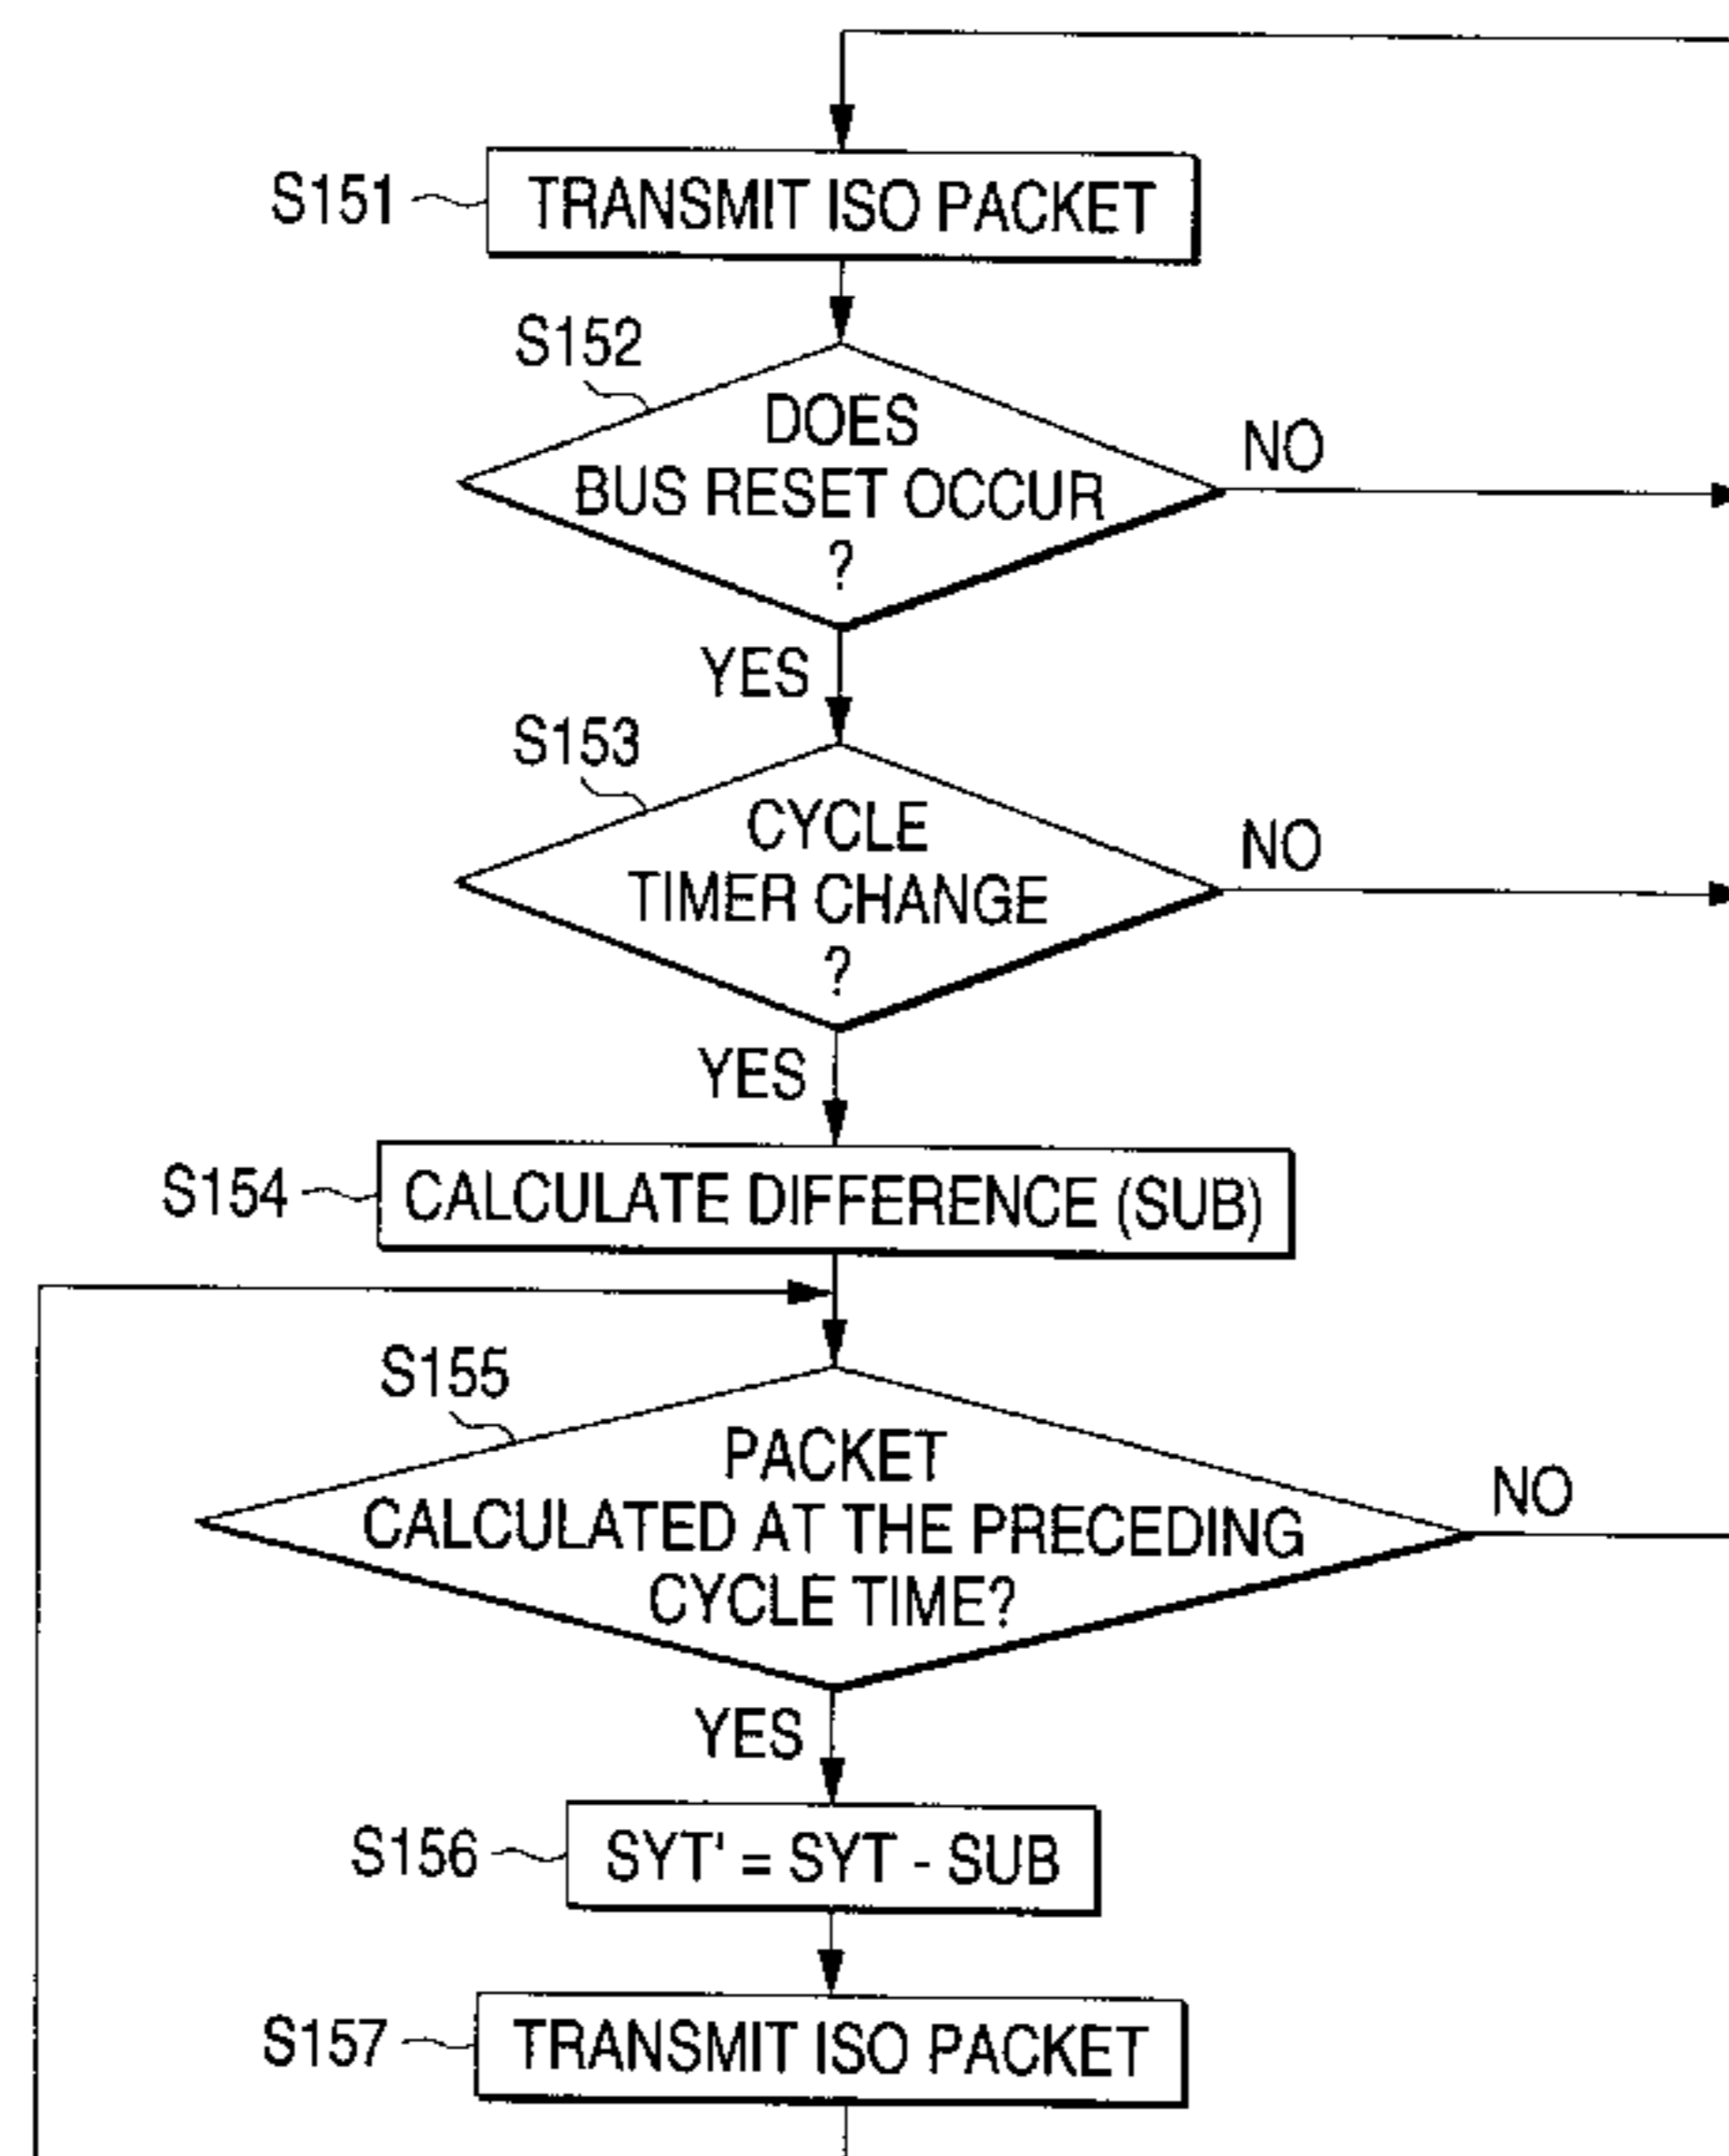 S151
TRANSMIT ISO PACKET
S152
DOES
BUS RESET OCCUR
?
NO
YES
S153
CYCLE
TIMER CHANGE
?
NO
YES
S154
CALCULATE DIFFERENCE (SUB)
S155
PACKET
CALCULATED AT THE PRECEDING
CYCLE TIME?
NO
YES
S156
SYT' = SYT - SUB
S157
TRANSMIT ISO PACKET